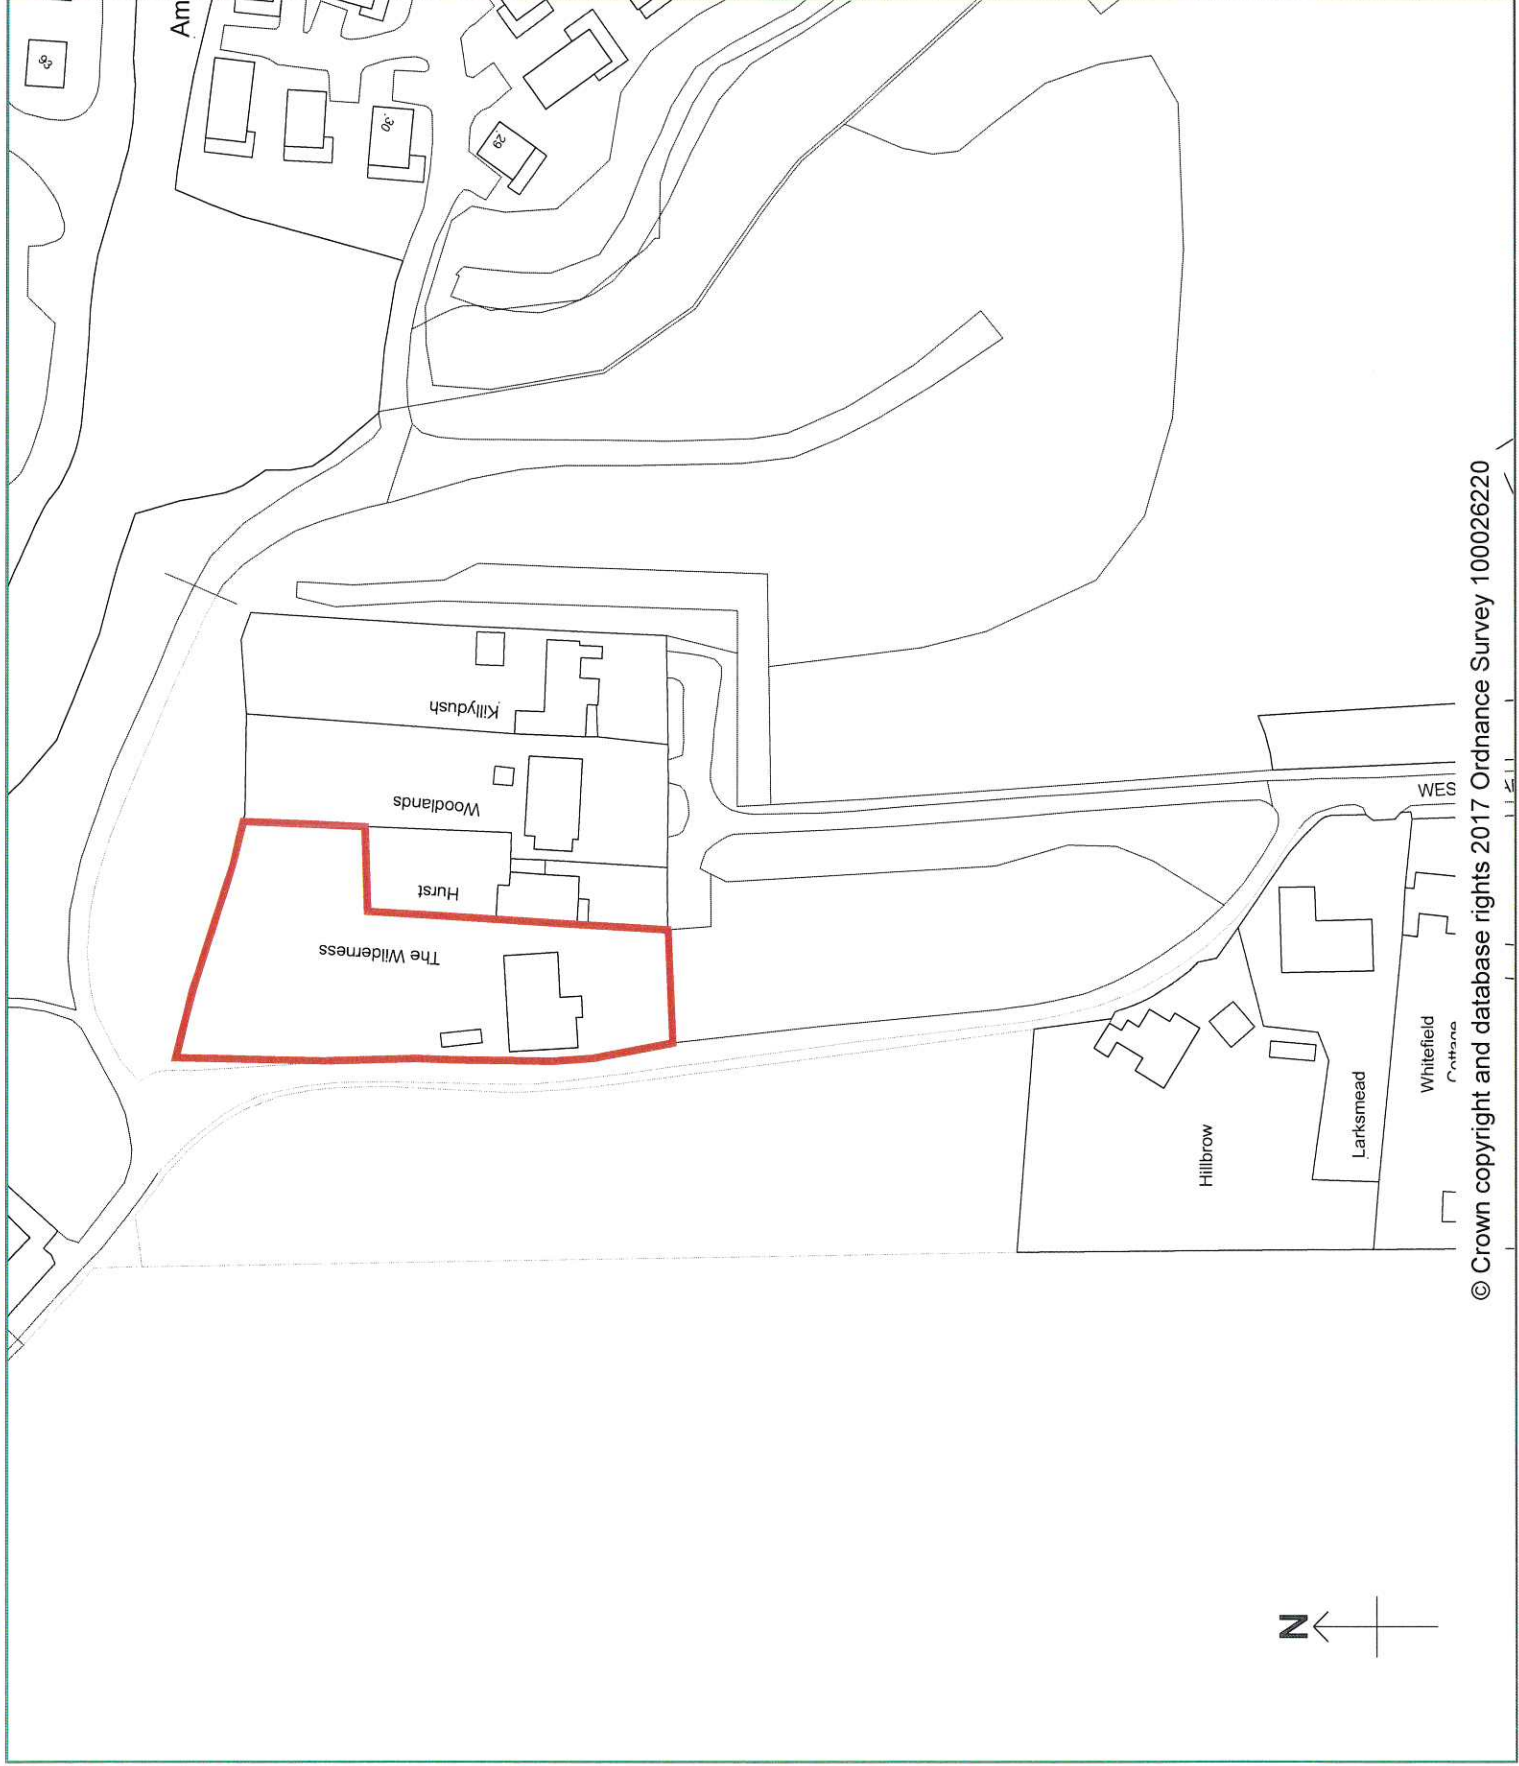 Am
93
30
29
Killydush
Woodlands
Hurst
The Wilderness
WES
Hillbrow
Larksmead
Whitefield
Cottage
N
© Crown copyright and database rights 2017 Ordnance Survey 100026220